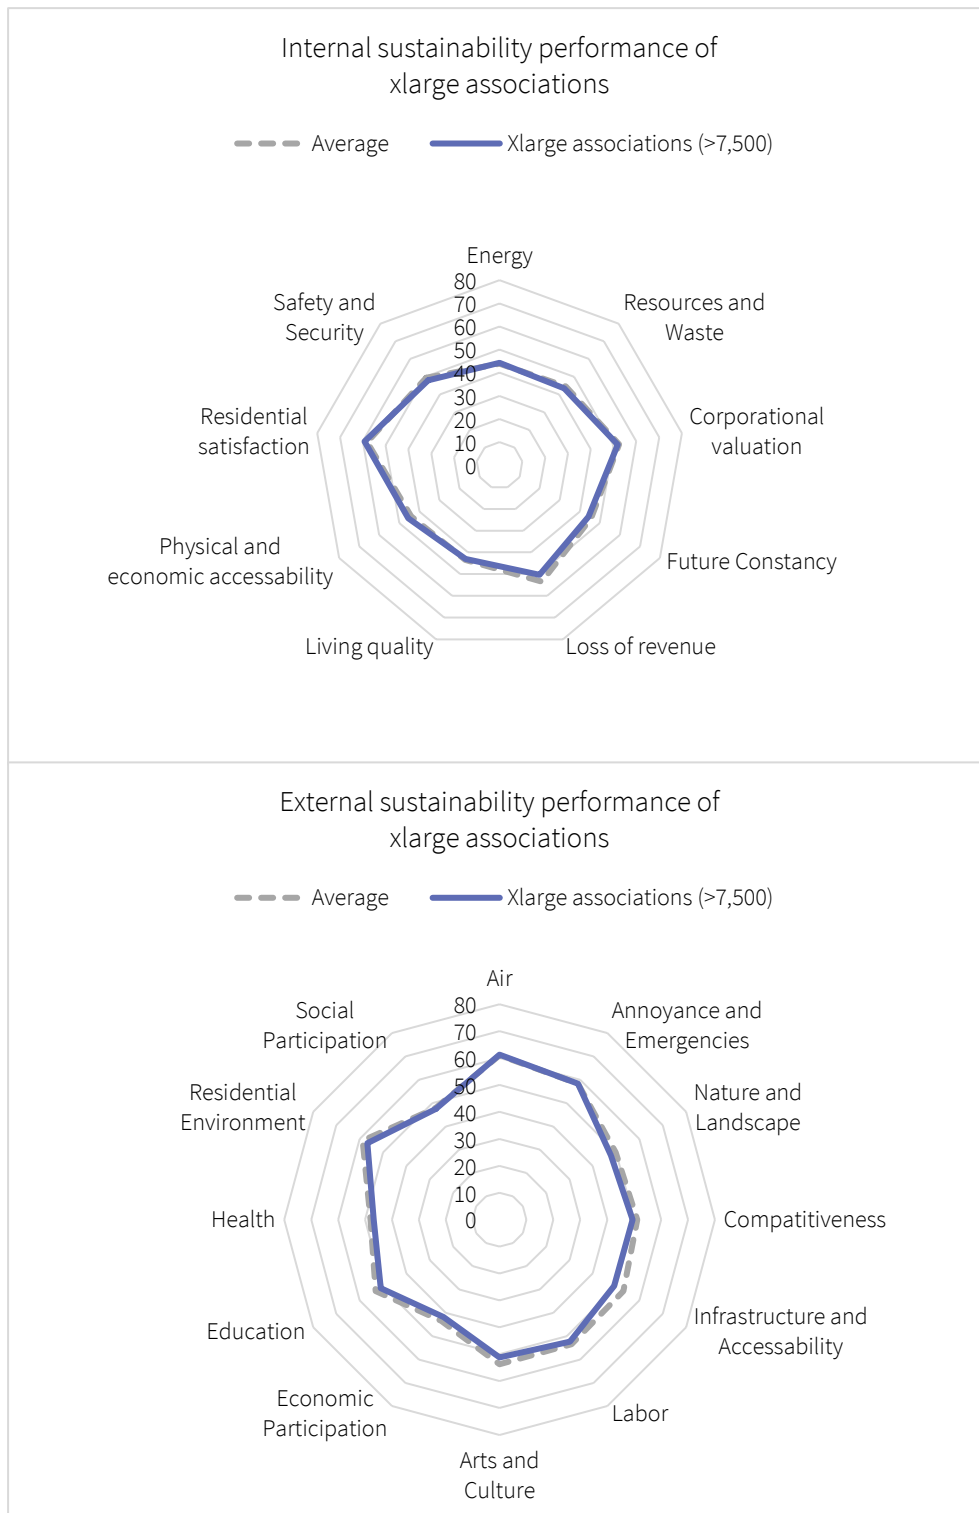 Internal sustainability performance of
xlarge associations
Average
Xlarge associations (>7,500)
Energy
Resources and
Waste
Corporational
valuation
Future Constancy
Loss of revenue
Living quality
Physical and
economic accessability
Residential
satisfaction
Safety and
Security
80
70
60
50
40
30
20
10
0
External sustainability performance of
xlarge associations
Average
Xlarge associations (>7,500)
Air
Annoyance and
Emergencies
Nature and
Landscape
Compatitiveness
Infrastructure and
Accessability
Labor
Arts and
Culture
Economic
Participation
Education
Health
Residential
Environment
Social
Participation
80
70
60
50
40
30
20
10
0